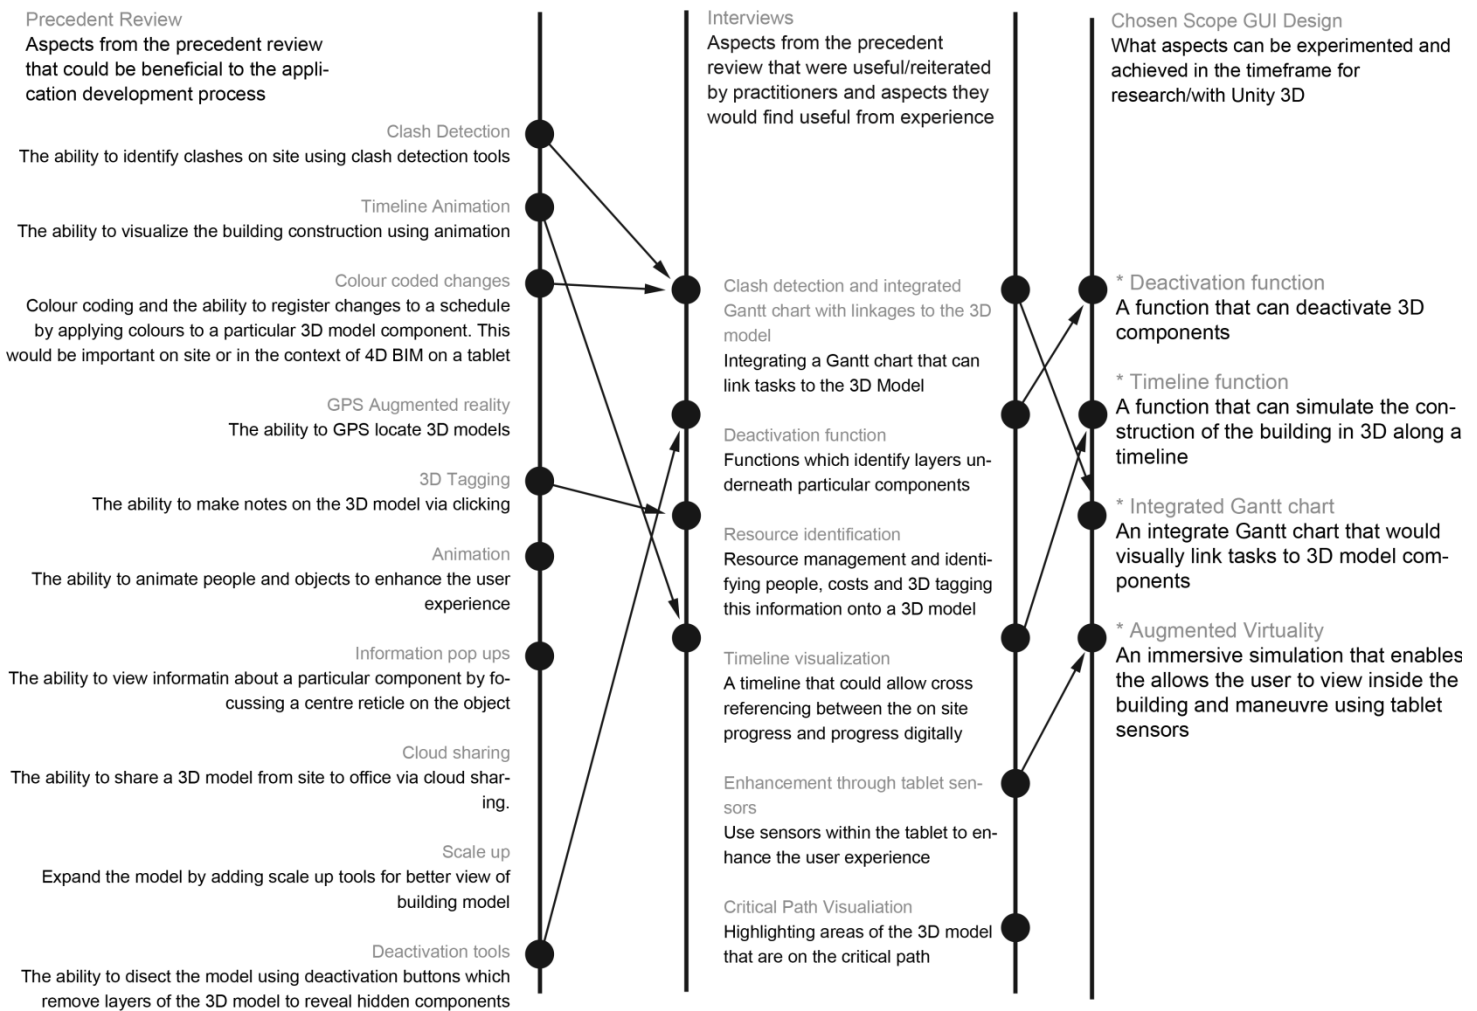 Precedent Review
Aspects from the precedent review
that could be beneficial to the appli-
cation development process
Clash Detection
The ability to identify clashes on site using clash detection tools
Timeline Animation
The ability to visualize the building construction using animation
Colour coded changes
Colour coding and the ability to register changes to a schedule
by applying colours to a particular 3D model component. This
would be important on site or in the context of 4D BIM on a tablet
GPS Augmented reality
The ability to GPS locate 3D models
3D Tagging
The ability to make notes on the 3D model via clicking
Animation
The ability to animate people and objects to enhance the user
experience
Information pop ups
The ability to view informatin about a particular component by fo-
cussing a centre reticle on the object
Cloud sharing
The ability to share a 3D model from site to office via cloud shar-
ing.
Scale up
Expand the model by adding scale up tools for better view of
building model
Deactivation tools
The ability to disect the model using deactivation buttons which
remove layers of the 3D model to reveal hidden components
Interviews
Aspects from the precedent
review that were useful/reiterated
by practitioners and aspects they
would find useful from experience
Clash detection and integrated
Gantt chart with linkages to the 3D
model
Integrating a Gantt chart that can
link tasks to the 3D Model
Deactivation function
Functions which identify layers un-
derneath particular components
Resource identification
Resource management and identi-
fying people, costs and 3D tagging
this information onto a 3D model
Timeline visualization
A timeline that could allow cross
referencing between the on site
progress and progress digitally
Enhancement through tablet sen-
sors
Use sensors within the tablet to en-
hance the user experience
Critical Path Visualiation
Highlighting areas of the 3D model
that are on the critical path
Chosen Scope GUI Design
What aspects can be experimented and
achieved in the timeframe for
research/with Unity 3D
* Deactivation function
A function that can deactivate 3D
components
* Timeline function
A function that can simulate the con-
struction of the building in 3D along a
timeline
* Integrated Gantt chart
An integrate Gantt chart that would
visually link tasks to 3D model com-
ponents
* Augmented Virtuality
An immersive simulation that enables
the allows the user to view inside the
building and maneuvre using tablet
sensors